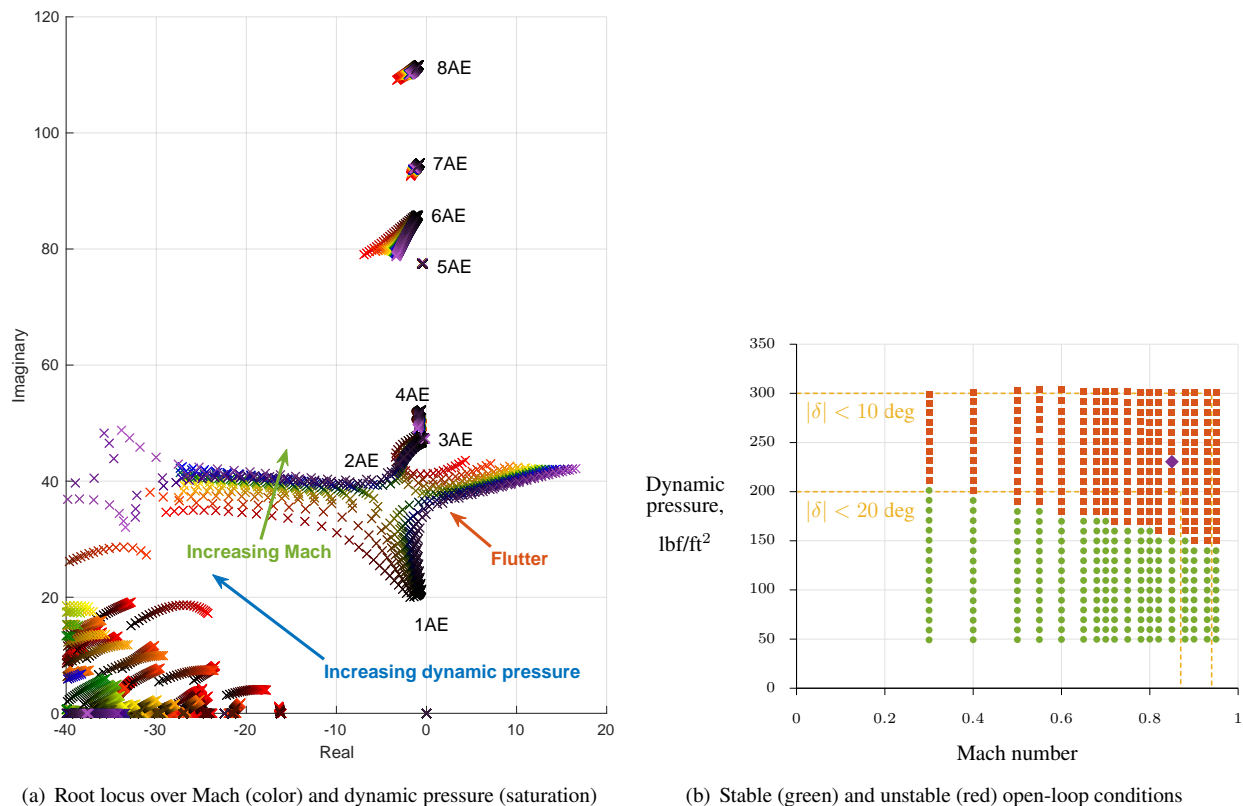 120
100
80
60
40
20
0
-40
-30
-20
-10
0
10
20
Imaginary
Real
8AE
7AE
6AE
5AE
4AE
3AE
2AE
1AE
Increasing Mach
Flutter
Increasing dynamic pressure
(a) Root locus over Mach (color) and dynamic pressure (saturation)
350
300
250
200
150
100
50
0
0
0.2
0.4
0.6
0.8
1
|δ| < 10 deg
|δ| < 20 deg
Dynamic
pressure,
lbf/ft²
Mach number
(b) Stable (green) and unstable (red) open-loop conditions